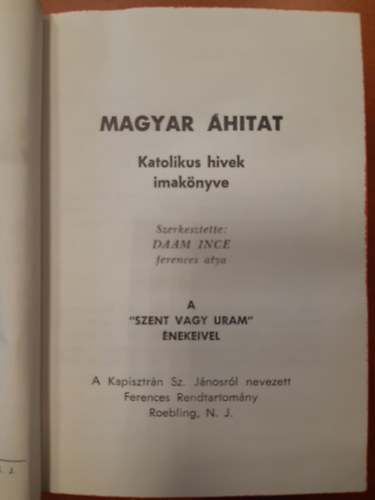 MAGYAR ÁHITAT
Katolikus hivek
imakönyve
Szerkesztette:
DAAM INCE
ferences atya
A
"SZENT VAGY URAM"
ÉNEKEIVEL
A Kapisztrán Sz. Jánosról nevezett
Ferences Rendtartomány
Roebling, N. J.
J.